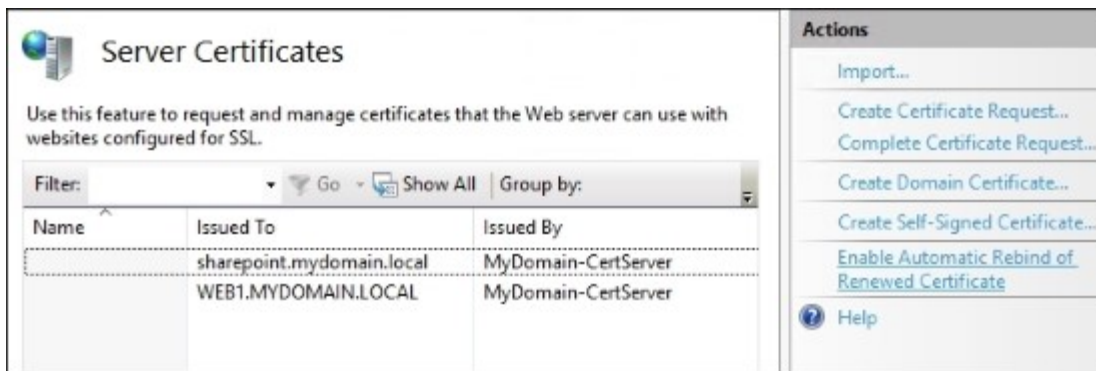 Server Certificates
Use this feature to request and manage certificates that the Web server can use with
websites configured for SSL.
Filter: Go Show All Group by:
Name Issued To Issued By
sharepoint.mydomain.local MyDomain-CertServer
WEB1.MYDOMAIN.LOCAL MyDomain-CertServer
Actions
Import...
Create Certificate Request...
Complete Certificate Request...
Create Domain Certificate...
Create Self-Signed Certificate...
Enable Automatic Rebind of
Renewed Certificate
Help